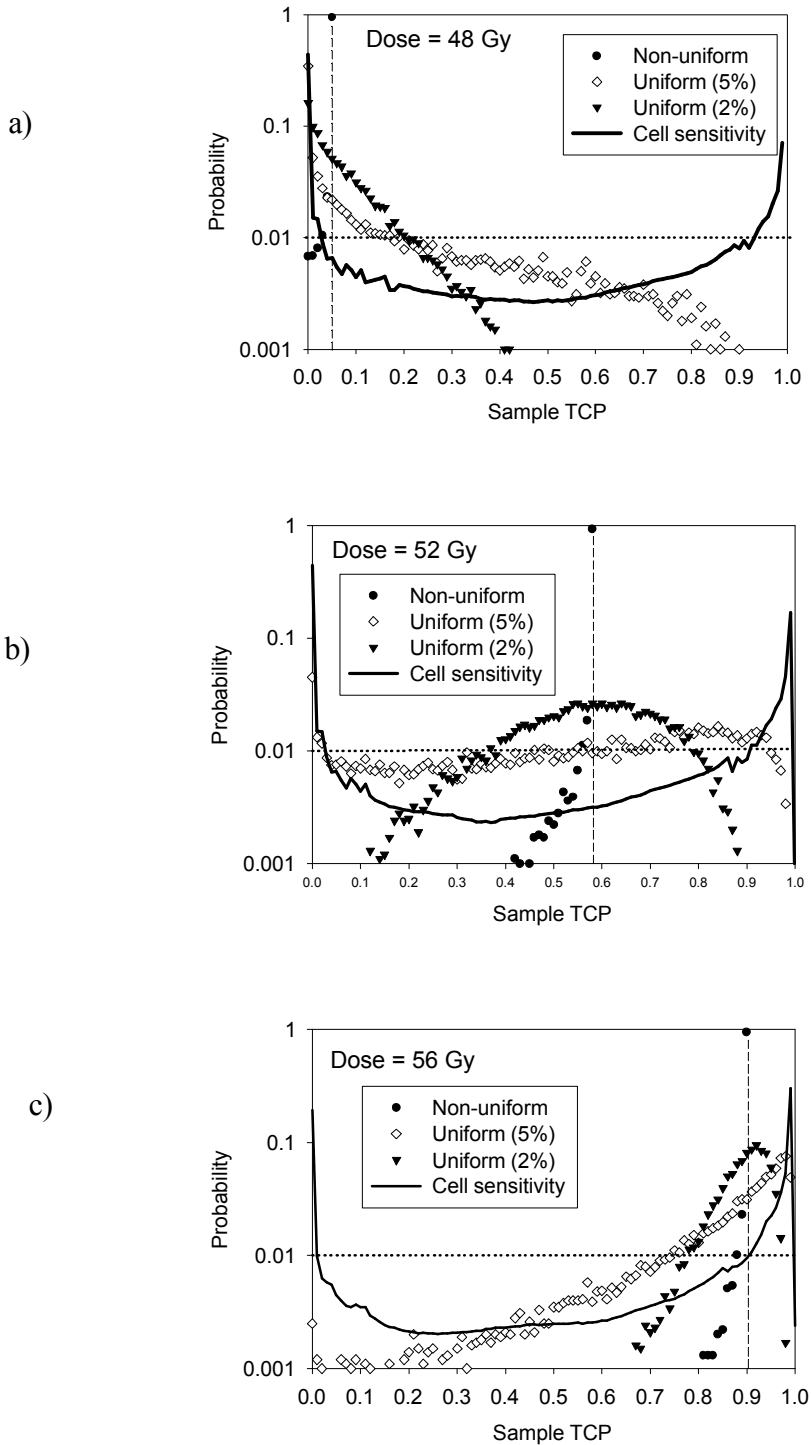 a)
Dose = 48 Gy
Non-uniform
Uniform (5%)
Uniform (2%)
Cell sensitivity
Probability
1
0.1
0.01
0.001
0.0 0.1 0.2 0.3 0.4 0.5 0.6 0.7 0.8 0.9 1.0
Sample TCP
b)
Dose = 52 Gy
Non-uniform
Uniform (5%)
Uniform (2%)
Cell sensitivity
Probability
1
0.1
0.01
0.001
0.0 0.1 0.2 0.3 0.4 0.5 0.6 0.7 0.8 0.9 1.0
Sample TCP
c)
Dose = 56 Gy
Non-uniform
Uniform (5%)
Uniform (2%)
Cell sensitivity
Probability
1
0.1
0.01
0.001
0.0 0.1 0.2 0.3 0.4 0.5 0.6 0.7 0.8 0.9 1.0
Sample TCP